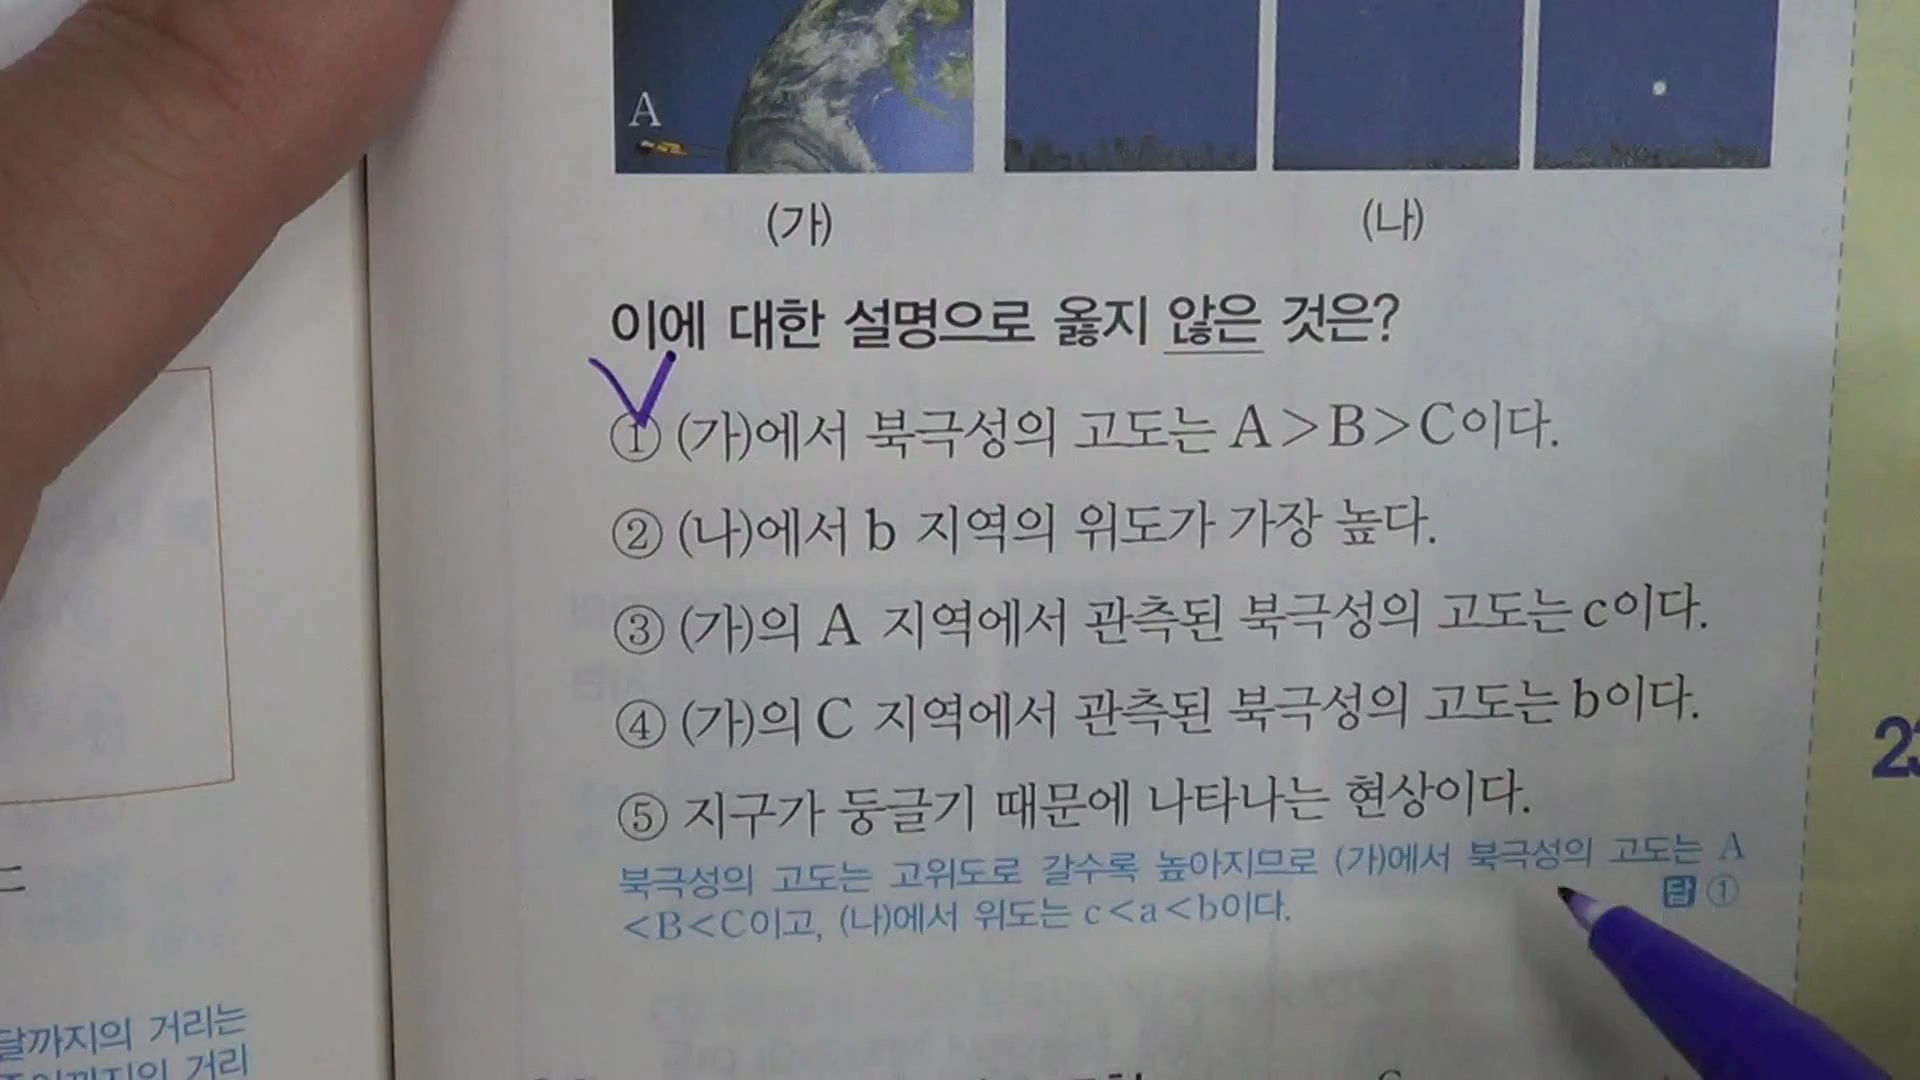 A
(가)
(나)
이에 대한 설명으로 옳지 않은 것은?
① (가)에서 북극성의 고도는 A>B>C이다.
② (나)에서 b 지역의 위도가 가장 높다.
③ (가)의 A 지역에서 관측된 북극성의 고도는 c이다.
④ (가)의 C 지역에서 관측된 북극성의 고도는 b이다.
⑤ 지구가 둥글기 때문에 나타나는 현상이다.
북극성의 고도는 고위도로 갈수록 높아지므로 (가)에서 북극성의 고도는 A
<B<C이고, (나)에서 위도는 c<a<b이다.
답 ①
달까지의 거리는
거리